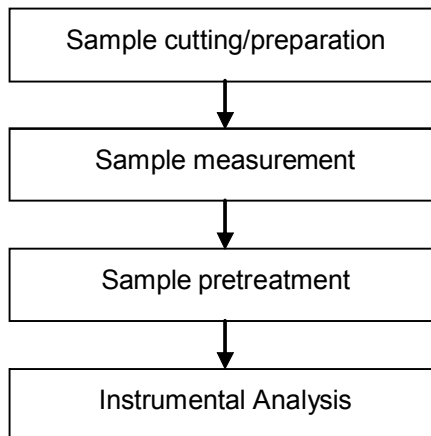 Sample cutting/preparation
Sample measurement
Sample pretreatment
Instrumental Analysis